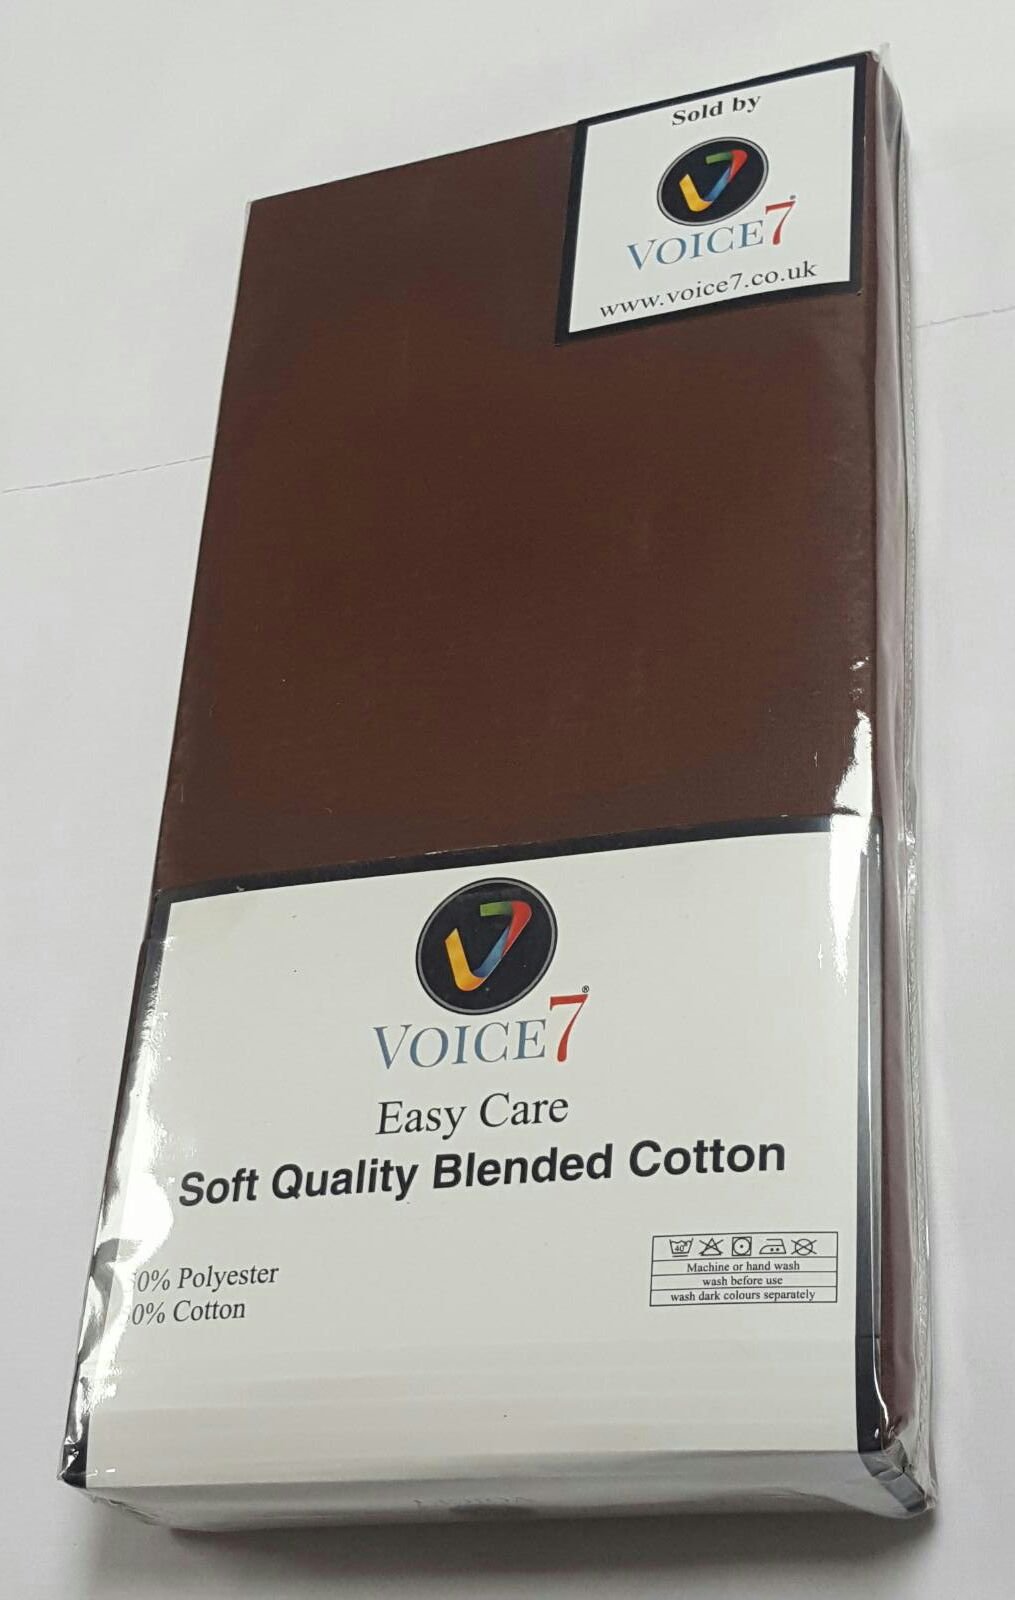 Sold by
VOICE7®
www.voice7.co.uk
VOICE7®
Easy Care
Soft Quality Blended Cotton
Polyester
Cotton
40°
Machine or hand wash
wash before use
wash dark colours separately